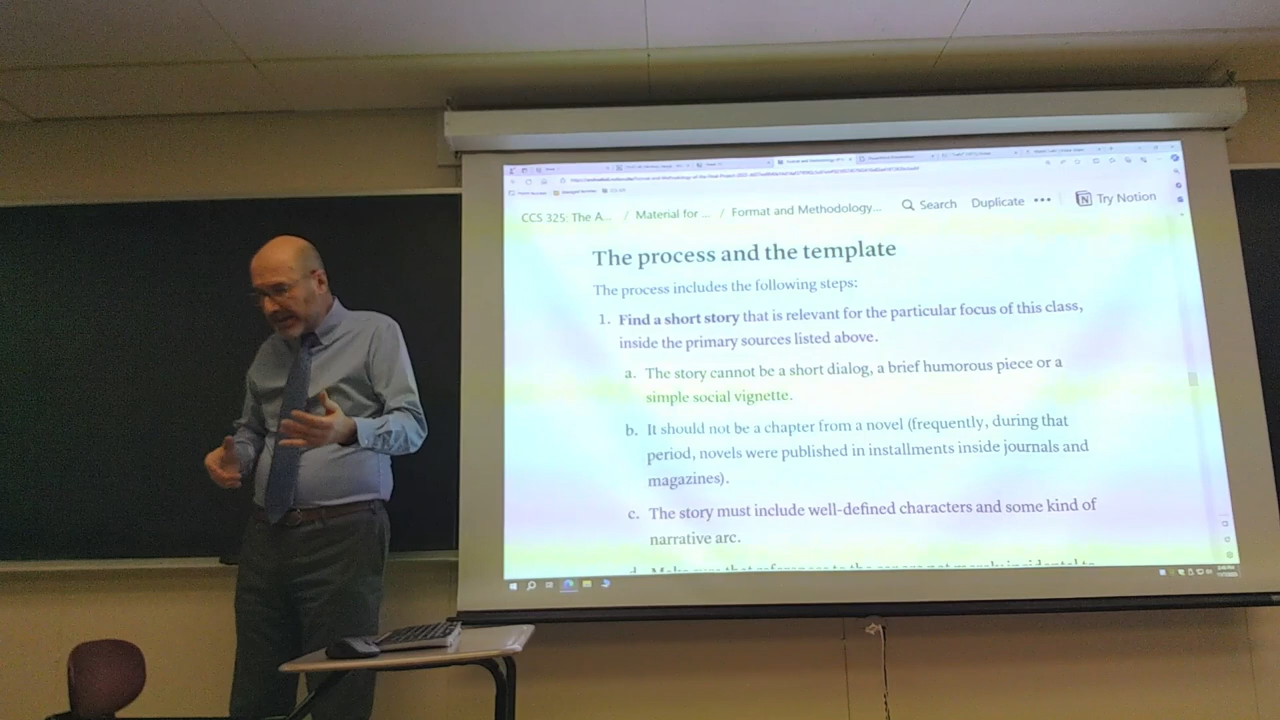 CCS 325: The A... / Material for ... / Format and Methodology... Search Duplicate ••• Try Notion
The process and the template
The process includes the following steps:
1. Find a short story that is relevant for the particular focus of this class,
inside the primary sources listed above.
a. The story cannot be a short dialog, a brief humorous piece or a
simple social vignette.
b. It should not be a chapter from a novel (frequently, during that
period, novels were published in installments inside journals and
magazines).
c. The story must include well-defined characters and some kind of
narrative arc.